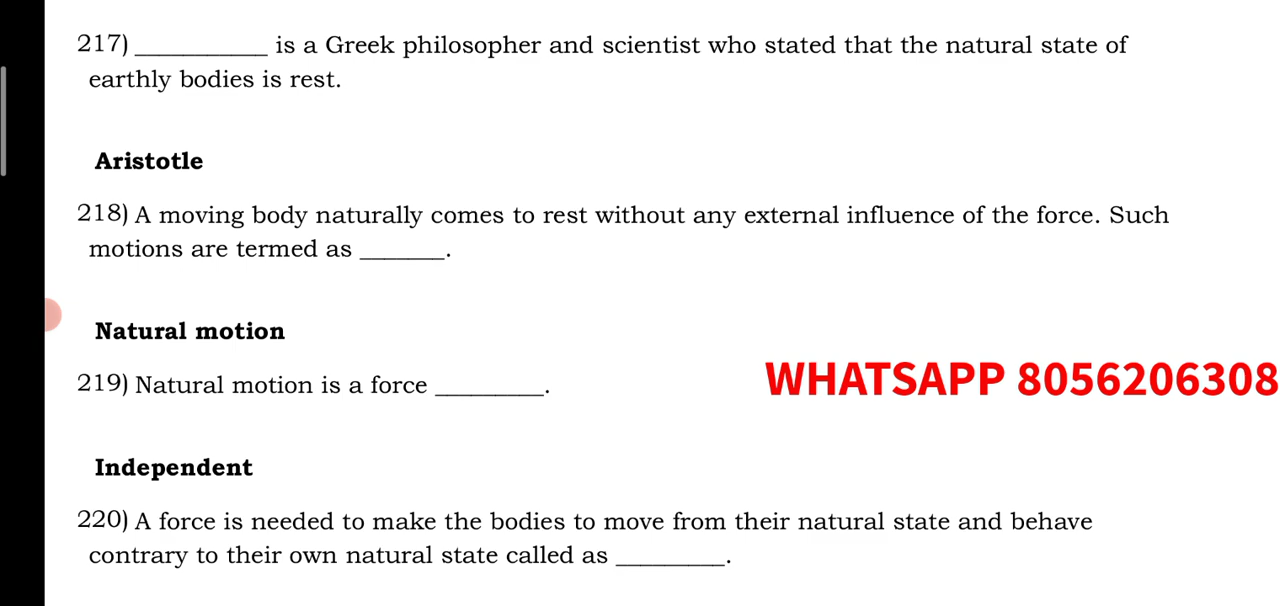 217) ___________ is a Greek philosopher and scientist who stated that the natural state of
earthly bodies is rest.
Aristotle
218) A moving body naturally comes to rest without any external influence of the force. Such
motions are termed as _______.
Natural motion
219) Natural motion is a force _________.
WHATSAPP 8056206308
Independent
220) A force is needed to make the bodies to move from their natural state and behave
contrary to their own natural state called as _________.